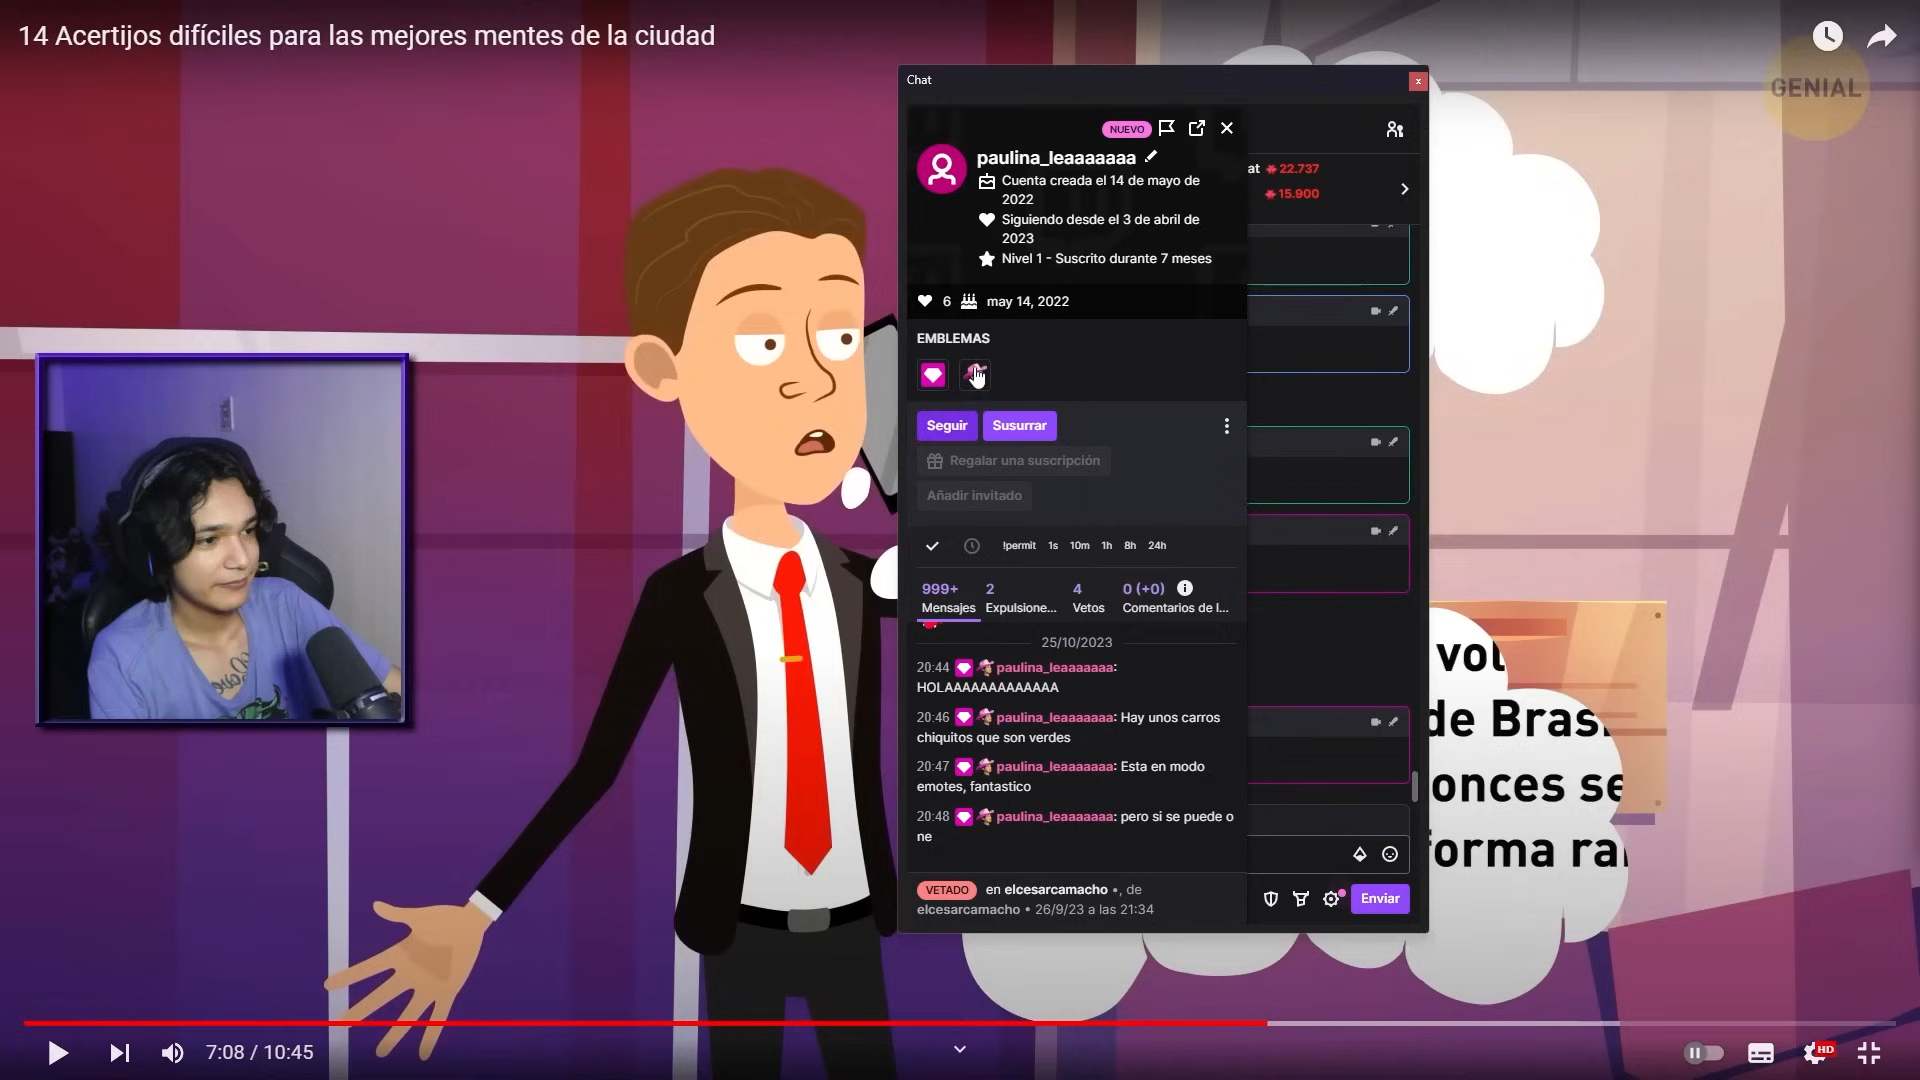 14 Acertijos difíciles para las mejores mentes de la ciudad
GENIAL
Chat
x
NUEVO
paulina_leaaaaaaa
Cuenta creada el 14 de mayo de
2022
Siguiendo desde el 3 de abril de
2023
Nivel 1 - Suscrito durante 7 meses
at 22.737
15.900
6 may 14, 2022
EMBLEMAS
Seguir Susurrar
Regalar una suscripción
Añadir invitado
!permit 1s 10m 1h 8h 24h
999+ 2 4 0 (+0)
Mensajes Expulsione... Vetos Comentarios de l...
25/10/2023
20:44 paulina_leaaaaaaa:
HOLAAAAAAAAAAAAA
20:46 paulina_leaaaaaaa: Hay unos carros
chiquitos que son verdes
20:47 paulina_leaaaaaaa: Esta en modo
emotes, fantastico
20:48 paulina_leaaaaaaa: pero si se puede o
ne
VETADO en elcesarcamacho •, de
elcesarcamacho • 26/9/23 a las 21:34
Enviar
vol
de Bras
onces se
forma ra
7:08 / 10:45
HD